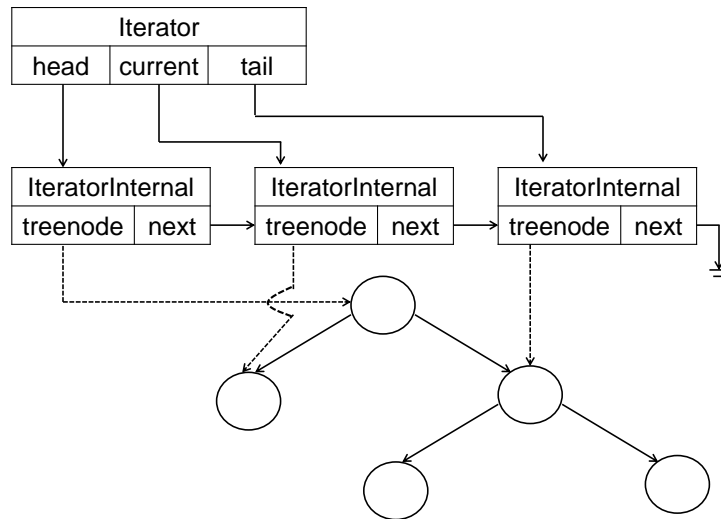 Iterator
head current tail
IteratorInternal IteratorInternal IteratorInternal
treenode next treenode next treenode next